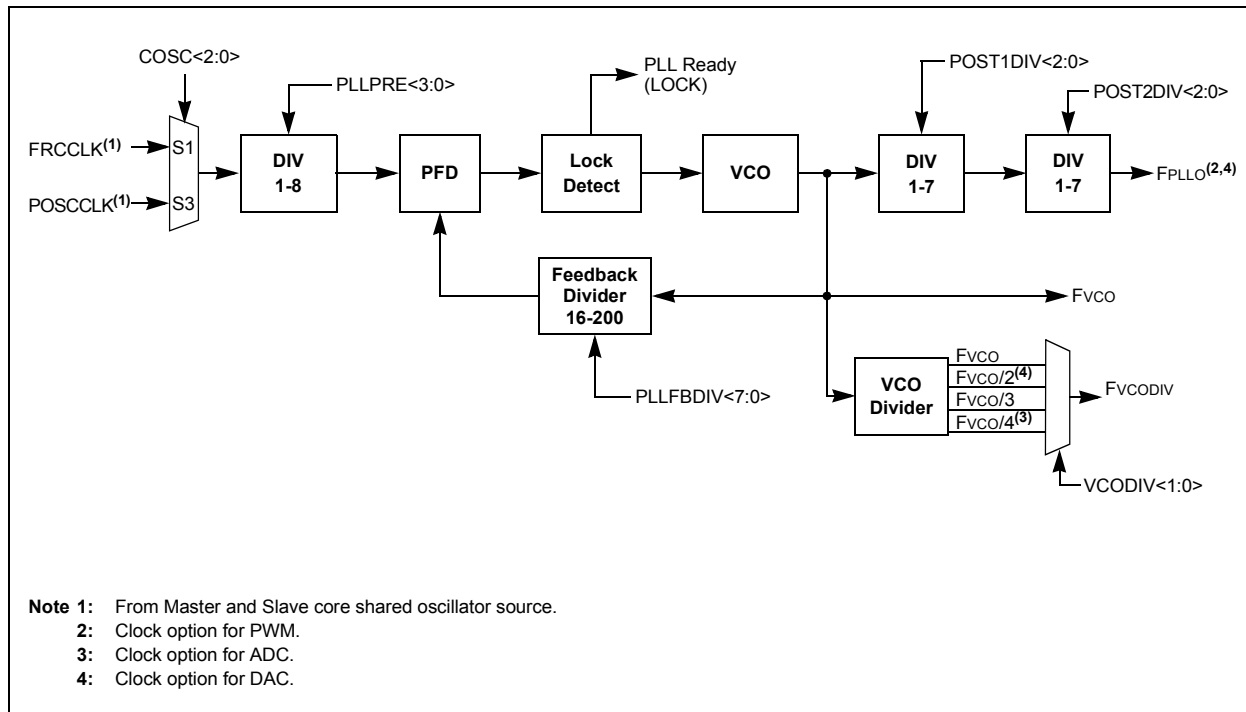 COSC<2:0>
PLLPRE<3:0>
PLL Ready
(LOCK)
POST1DIV<2:0>
POST2DIV<2:0>
FRCCLK(1)
S1
POSCCLK(1)
S3
DIV
1-8
PFD
Lock
Detect
VCO
DIV
1-7
DIV
1-7
FPLLO(2,4)
Feedback
Divider
16-200
FVCO
PLLFBDIV<7:0>
VCO
Divider
FVCO
FVCO/2(4)
FVCO/3
FVCO/4(3)
FVCODIV
VCODIV<1:0>
Note 1: From Master and Slave core shared oscillator source.
2: Clock option for PWM.
3: Clock option for ADC.
4: Clock option for DAC.